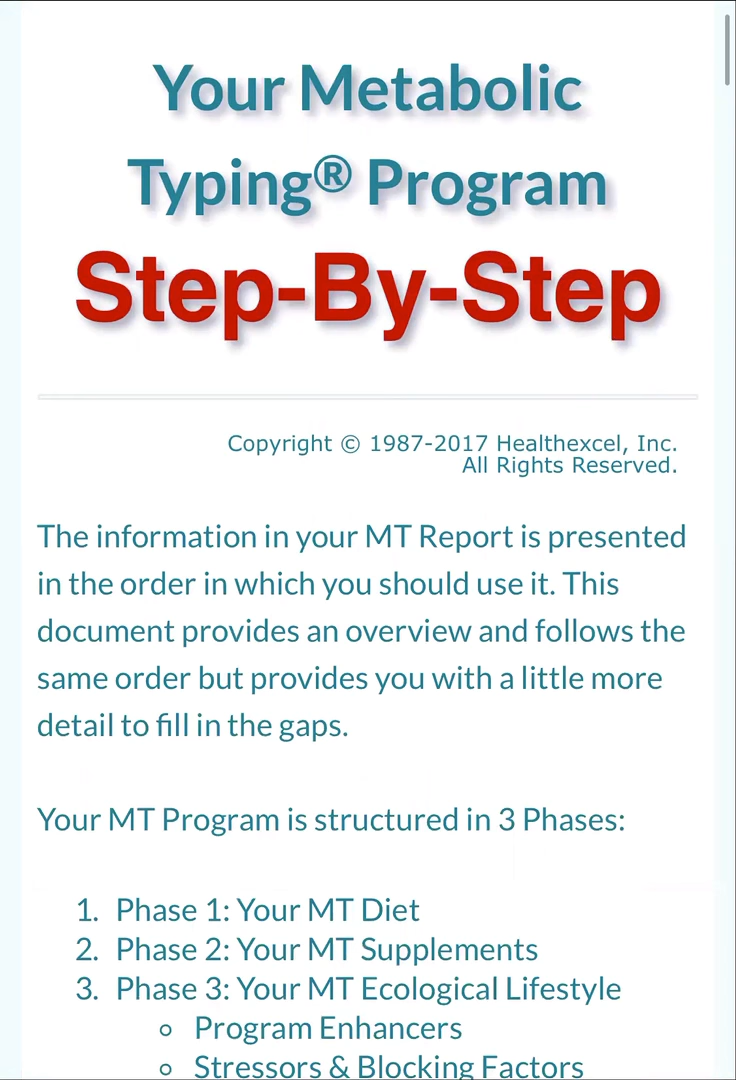 Your Metabolic
Typing® Program
Step-By-Step
Copyright © 1987-2017 Healthexcel, Inc.
All Rights Reserved.
The information in your MT Report is presented
in the order in which you should use it. This
document provides an overview and follows the
same order but provides you with a little more
detail to fill in the gaps.
Your MT Program is structured in 3 Phases:
1. Phase 1: Your MT Diet
2. Phase 2: Your MT Supplements
3. Phase 3: Your MT Ecological Lifestyle
◦ Program Enhancers
◦ Stressors & Blocking Factors